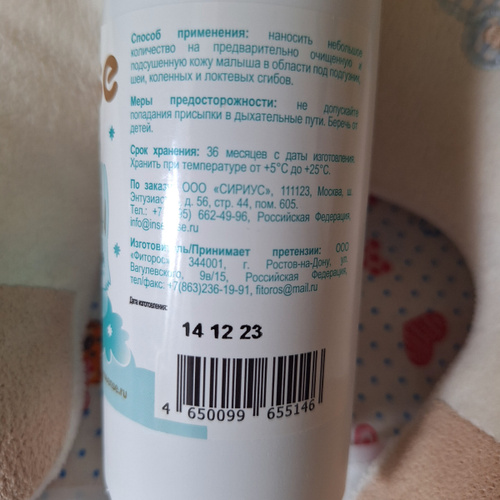 e
Способ применения: наносить небольшое
количество на предварительно очищенную и
подсушенную кожу малыша в области под подгузник,
шеи, коленных и локтевых сгибов.
Меры предосторожности: не допускайте
попадания присыпки в дыхательные пути. Беречь от
детей.
Срок хранения: 36 месяцев с даты изготовления.
Хранить при температуре от +5°C до +25°C.
По заказу: ООО «СИРИУС», 111123, Москва, ш.
Энтузиастов, д. 56, стр. 44, пом. 605.
Тел.: 662-49-96, Российская Федерация,
Изготовитель/Принимает претензии: ООО
344001, г. Ростов-на-Дону, ул.
Вагулевского, 9в/15, Российская Федерация,
тел/факс: +7(863)236-19-91, fitoros@mail.ru
Дата изготовления:
14 12 23
4 650099 655146